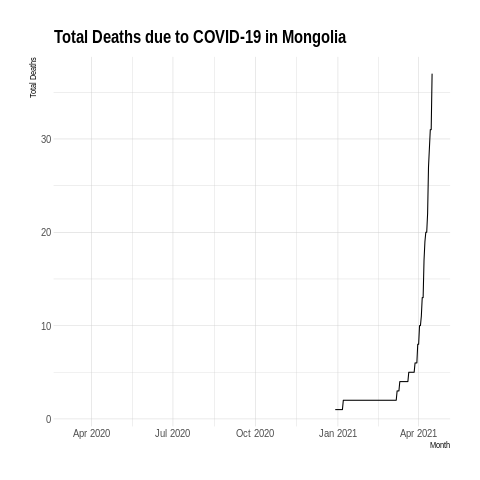 Total Deaths due to COVID-19 in Mongolia
Total Deaths
30
20
10
0
Apr 2020 Jul 2020 Oct 2020 Jan 2021 Apr 2021
Month